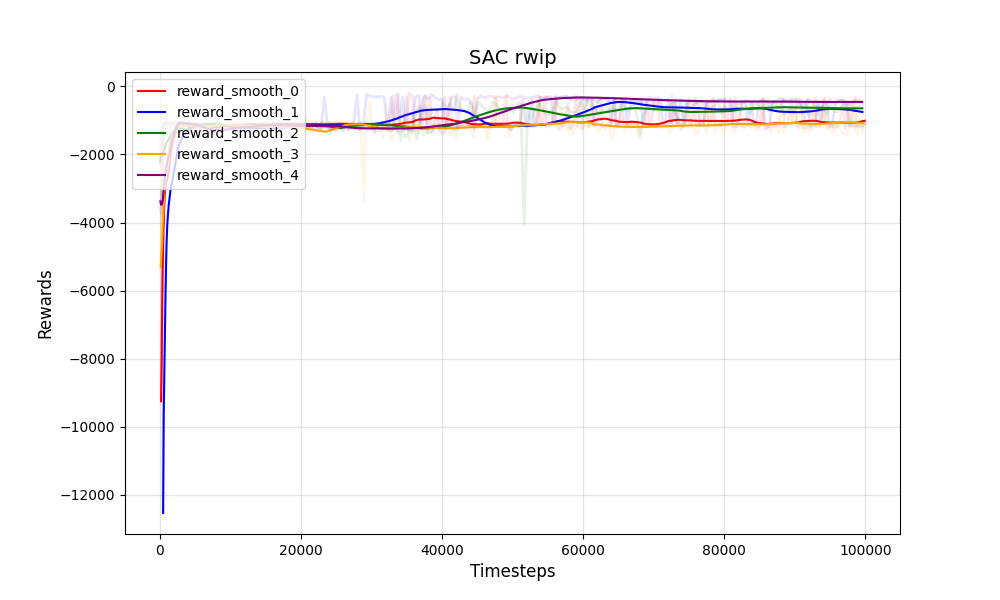 SAC rwip
reward_smooth_0
reward_smooth_1
reward_smooth_2
reward_smooth_3
reward_smooth_4
0
−2000
−4000
−6000
−8000
−10000
−12000
Rewards
0 20000 40000 60000 80000 100000
Timesteps